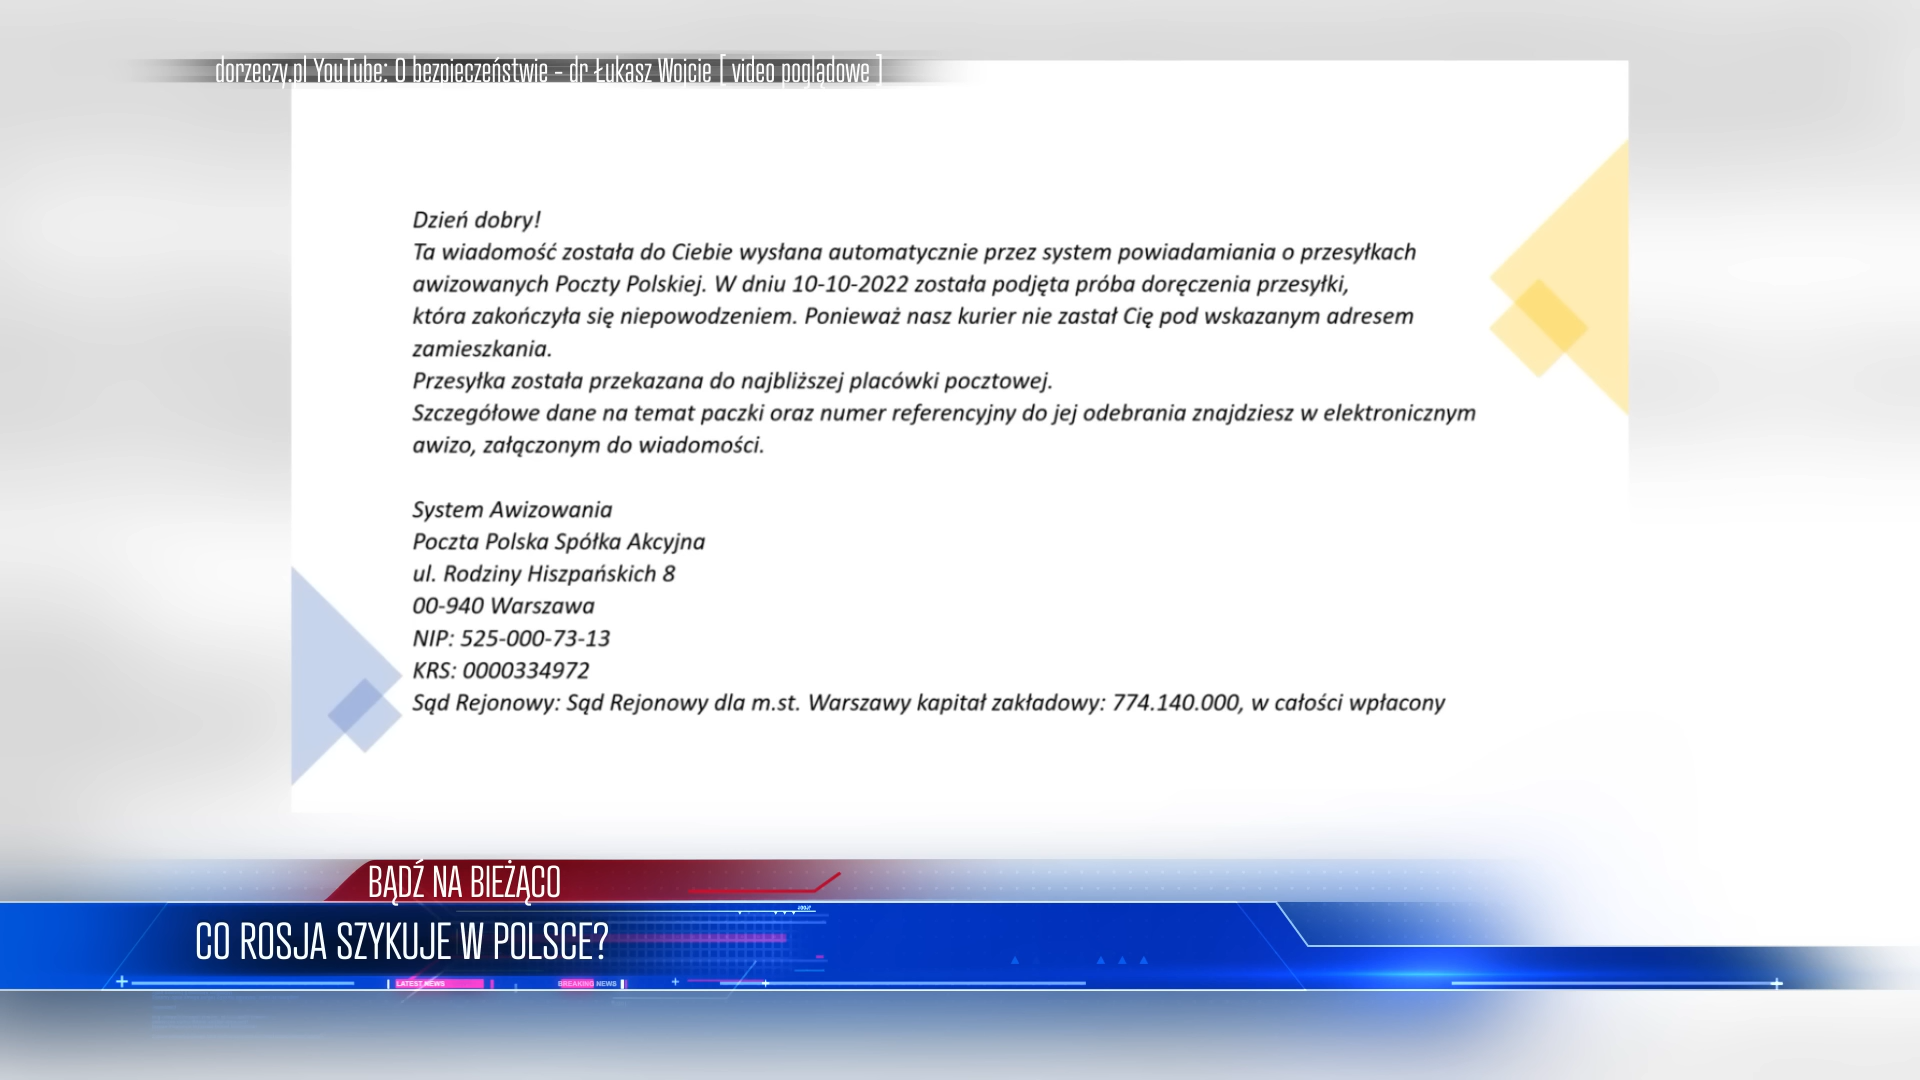 dorzeczy.pl YouTube: O bezpieczeństwie - dr Łukasz Wojcie [ video poglądowe ]
Dzień dobry!
Ta wiadomość została do Ciebie wysłana automatycznie przez system powiadamiania o przesyłkach
awizowanych Poczty Polskiej. W dniu 10-10-2022 została podjęta próba doręczenia przesyłki,
która zakończyła się niepowodzeniem. Ponieważ nasz kurier nie zastał Cię pod wskazanym adresem
zamieszkania.
Przesyłka została przekazana do najbliższej placówki pocztowej.
Szczegółowe dane na temat paczki oraz numer referencyjny do jej odebrania znajdziesz w elektronicznym
awizo, załączonym do wiadomości.
System Awizowania
Poczta Polska Spółka Akcyjna
ul. Rodziny Hiszpańskich 8
00-940 Warszawa
NIP: 525-000-73-13
KRS: 0000334972
Sąd Rejonowy: Sąd Rejonowy dla m.st. Warszawy kapitał zakładowy: 774.140.000, w całości wpłacony
BĄDŹ NA BIEŻĄCO
CO ROSJA SZYKUJE W POLSCE?
LATEST NEWS
BREAKING NEWS